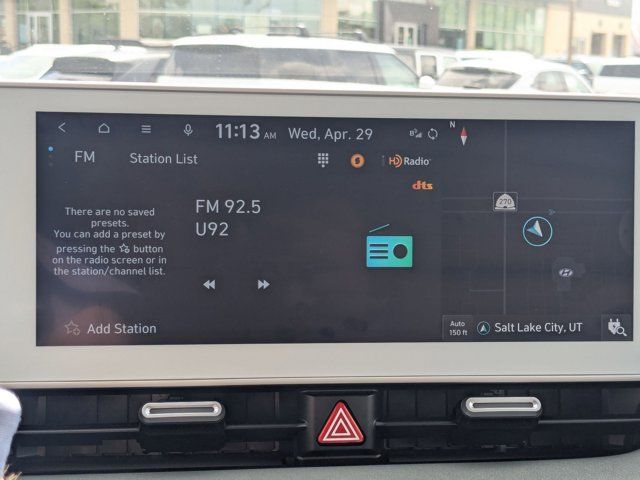 11:13 AM Wed, Apr. 29
N
FM Station List
HD Radio
dts
There are no saved
presets.
You can add a preset by
pressing the button
on the radio screen or in
the station/channel list.
FM 92.5
U92
270
Add Station
Auto
150 ft
Salt Lake City, UT